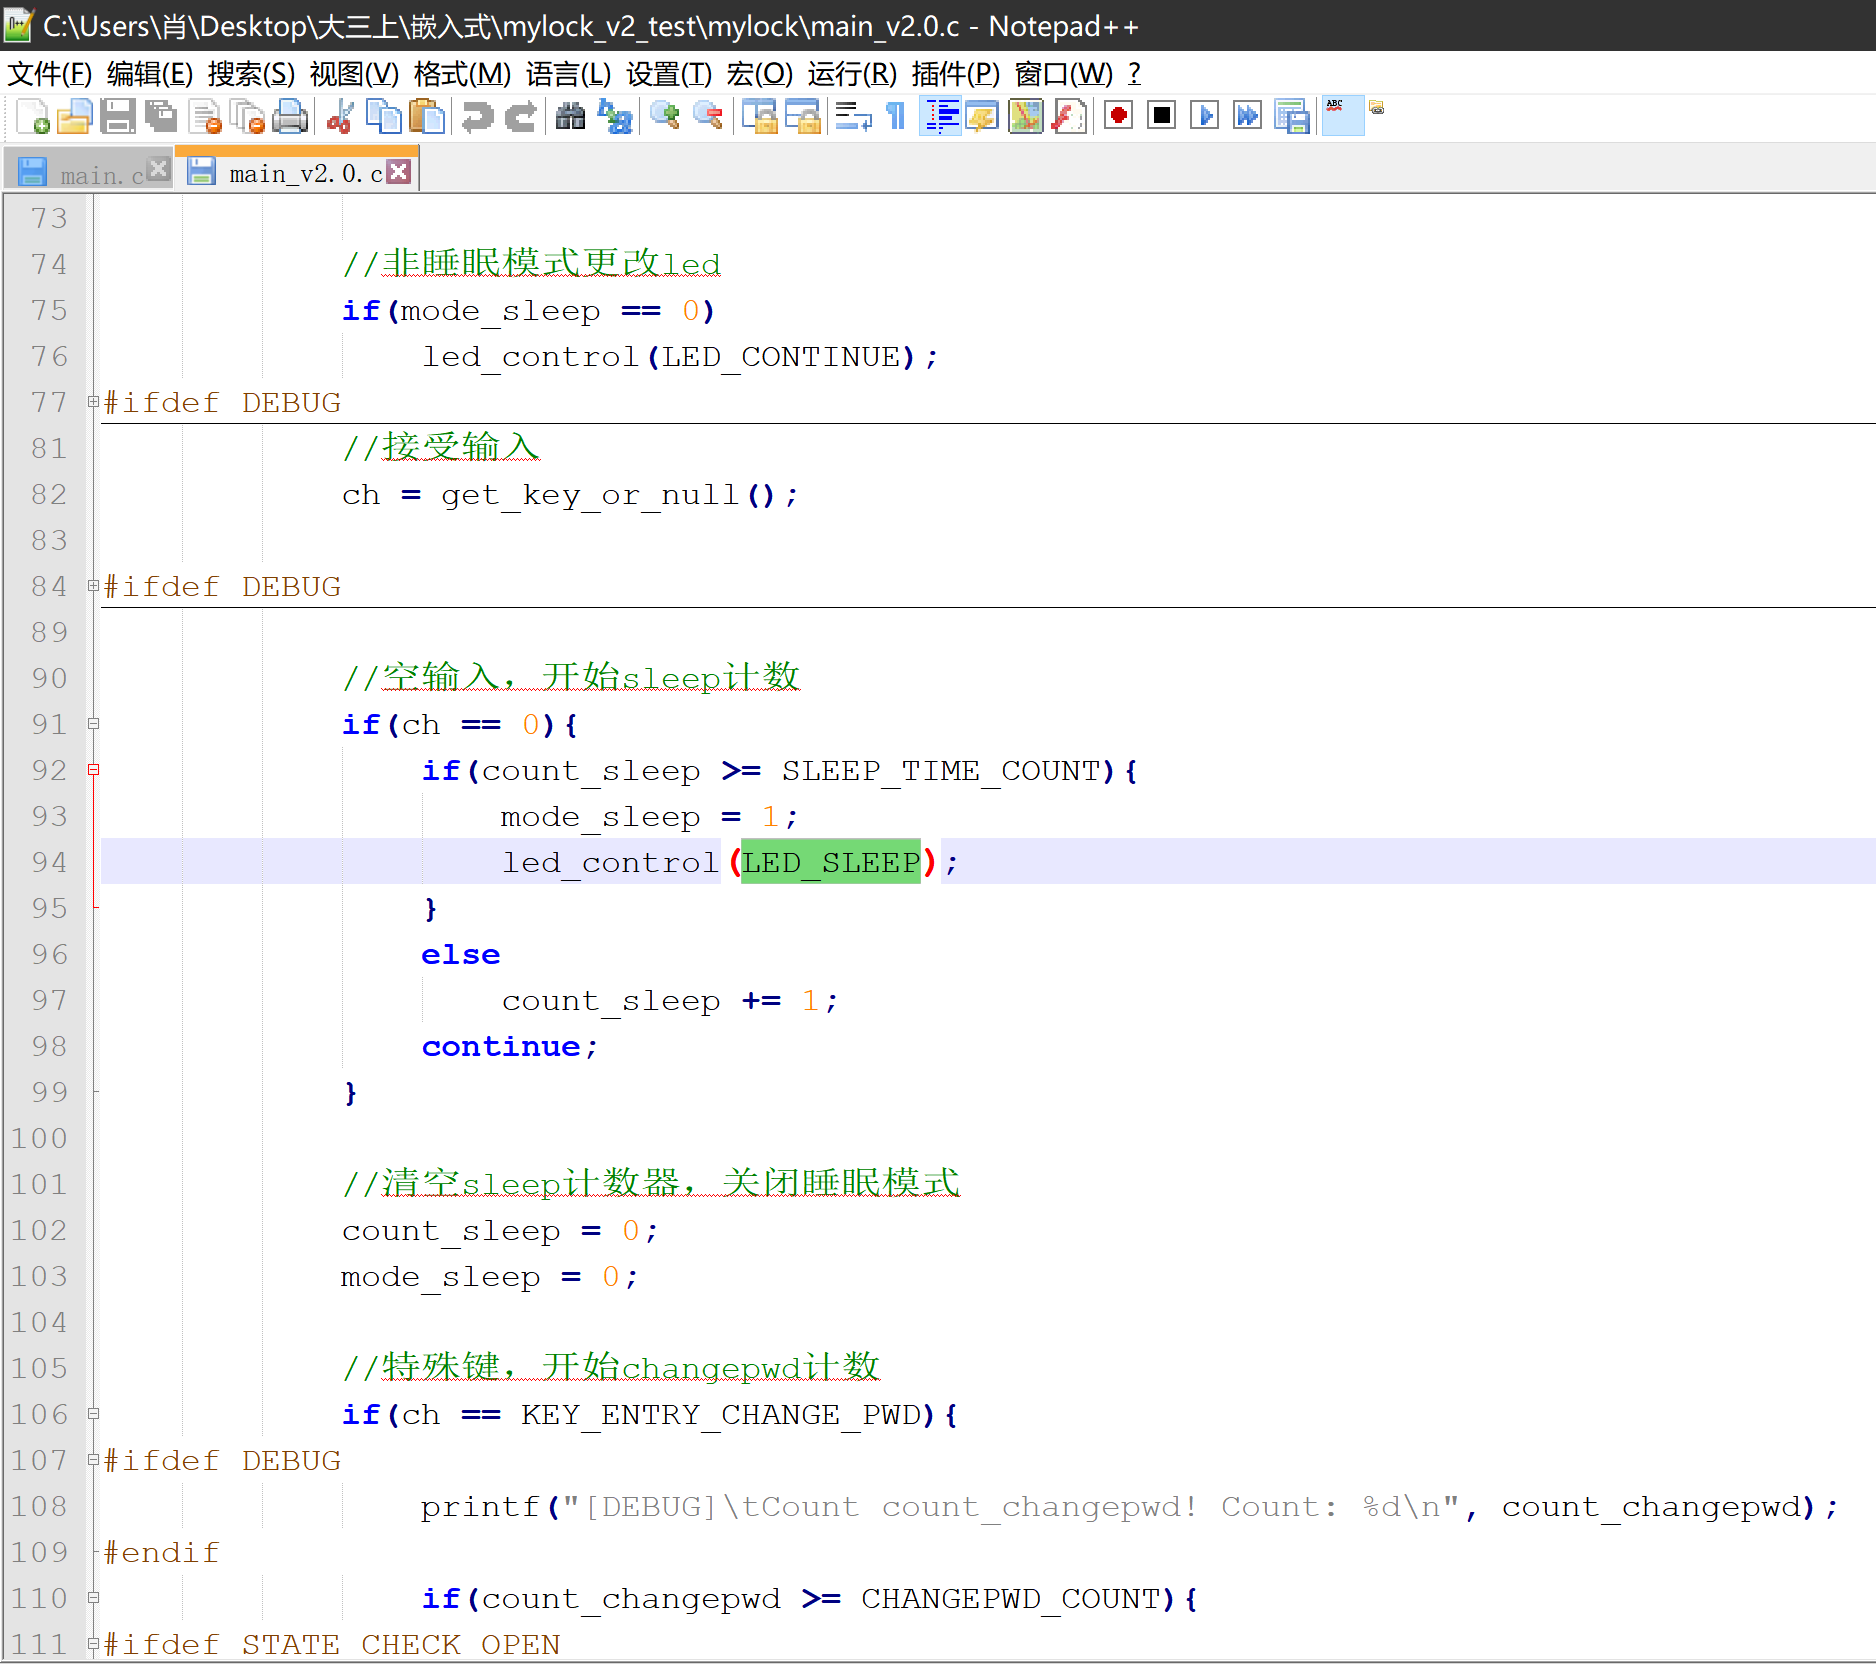 C:\Users\肖\Desktop\大三上\嵌入式\mylock_v2_test\mylock\main_v2.0.c - Notepad++
文件(F) 编辑(E) 搜索(S) 视图(V) 格式(M) 语言(L) 设置(T) 宏(O) 运行(R) 插件(P) 窗口(W) ?
ABC
main.c main_v2.0.c
73
74 //非睡眠模式更改led
75 if(mode_sleep == 0)
76 led_control(LED_CONTINUE);
77 #ifdef DEBUG
81 //接受输入
82 ch = get_key_or_null();
83
84 #ifdef DEBUG
89
90 //空输入，开始sleep计数
91 if(ch == 0){
92 if(count_sleep >= SLEEP_TIME_COUNT){
93 mode_sleep = 1;
94 led_control(LED_SLEEP);
95 }
96 else
97 count_sleep += 1;
98 continue;
99 }
100
101 //清空sleep计数器，关闭睡眠模式
102 count_sleep = 0;
103 mode_sleep = 0;
104
105 //特殊键，开始changepwd计数
106 if(ch == KEY_ENTRY_CHANGE_PWD){
107 #ifdef DEBUG
108 printf("[DEBUG]\tCount count_changepwd! Count: %d\n", count_changepwd);
109 #endif
110 if(count_changepwd >= CHANGEPWD_COUNT){
111 #ifdef STATE_CHECK_OPEN